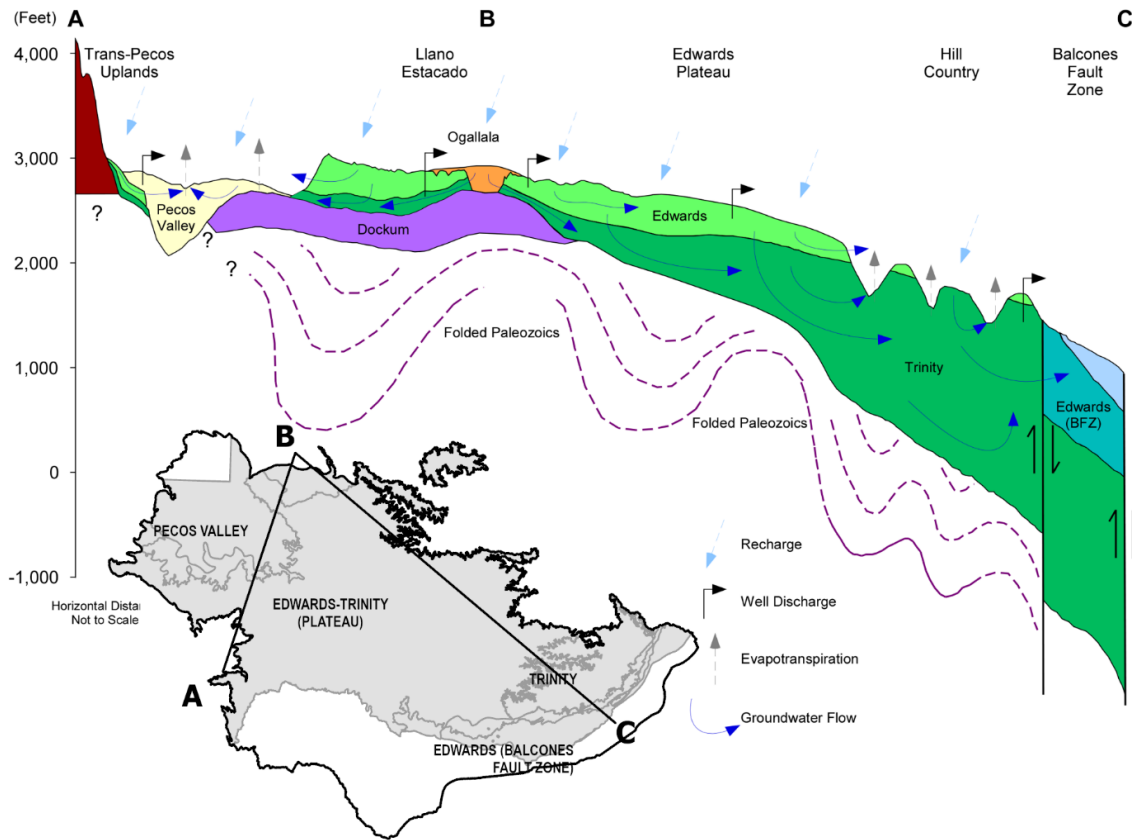 (Feet)
A
B
C
4,000
Trans-Pecos
Uplands
Llano
Estacado
Edwards
Plateau
Hill
Country
Balcones
Fault
Zone
Ogallala
3,000
?
Pecos
Valley
?
?
Dockum
Edwards
2,000
Folded Paleozoics
1,000
Trinity
Edwards
(BFZ)
Folded Paleozoics
0
-1,000
Horizontal Dista
Not to Scale
B
PECOS VALLEY
EDWARDS-TRINITY
(PLATEAU)
A
TRINITY
C
EDWARDS (BALCONES
FAULT ZONE)
Recharge
Well Discharge
Evapotranspiration
Groundwater Flow